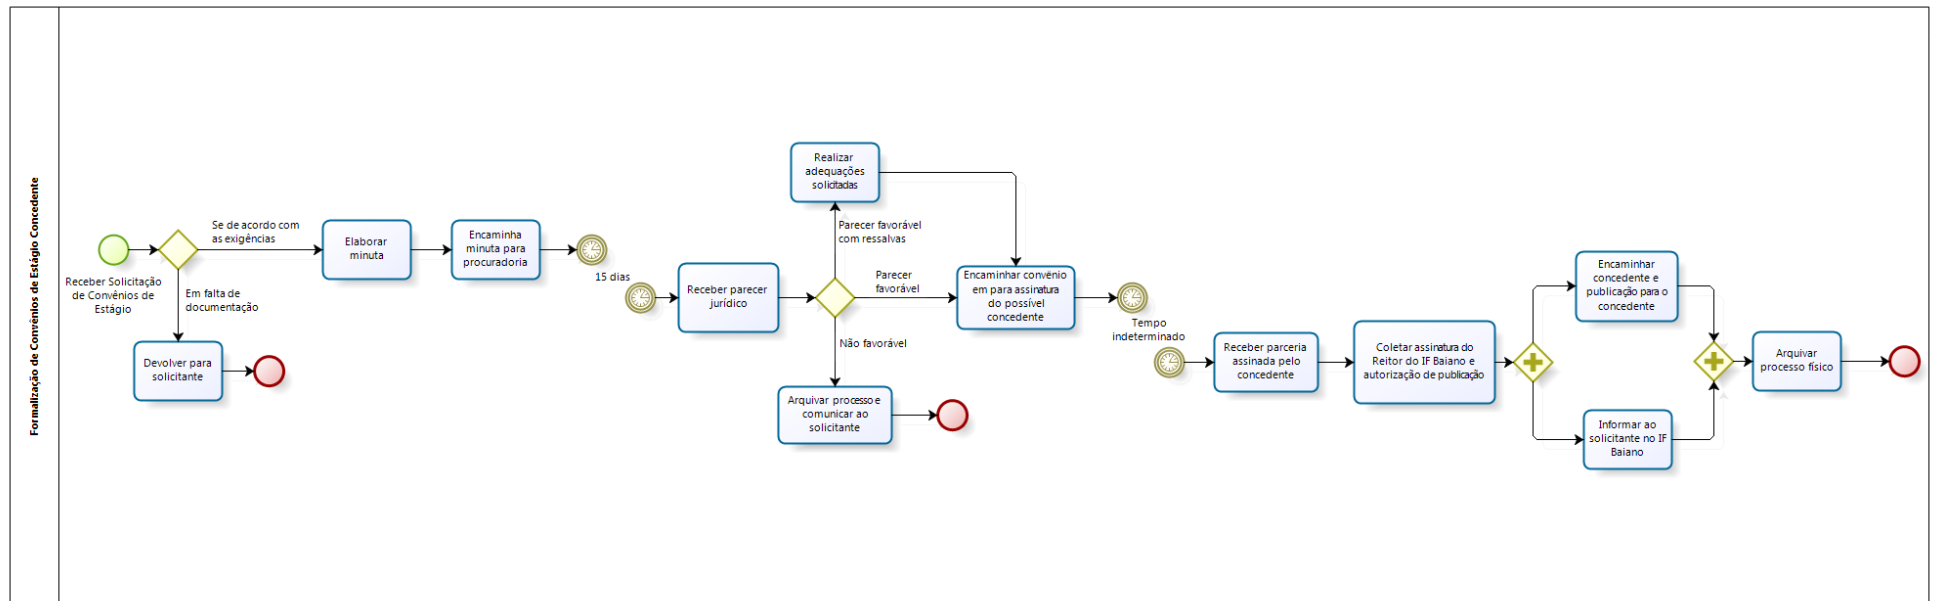 Formalização de Convênios de Estágio Concedente
Receber Solicitação
de Convênios de
Estágio
Se de acordo com
as exigências
Em falta de
documentação
Devolver para
solicitante
Elaborar
minuta
Encaminha
minuta para
procuradoria
15 dias
Receber parecer
jurídico
Realizar
adequações
solicitadas
Parecer favorável
com ressalvas
Parecer
favorável
Não favorável
Arquivar processo e
comunicar ao
solicitante
Encaminhar convênio
em para assinatura
do possível
concedente
Tempo
indeterminado
Receber parceria
assinada pelo
concedente
Coletar assinatura do
Reitor do IF Baiano e
autorização de publicação
Encaminhar
concedente e
publicação para o
concedente
Informar ao
solicitante no IF
Baiano
Arquivar
processo físico